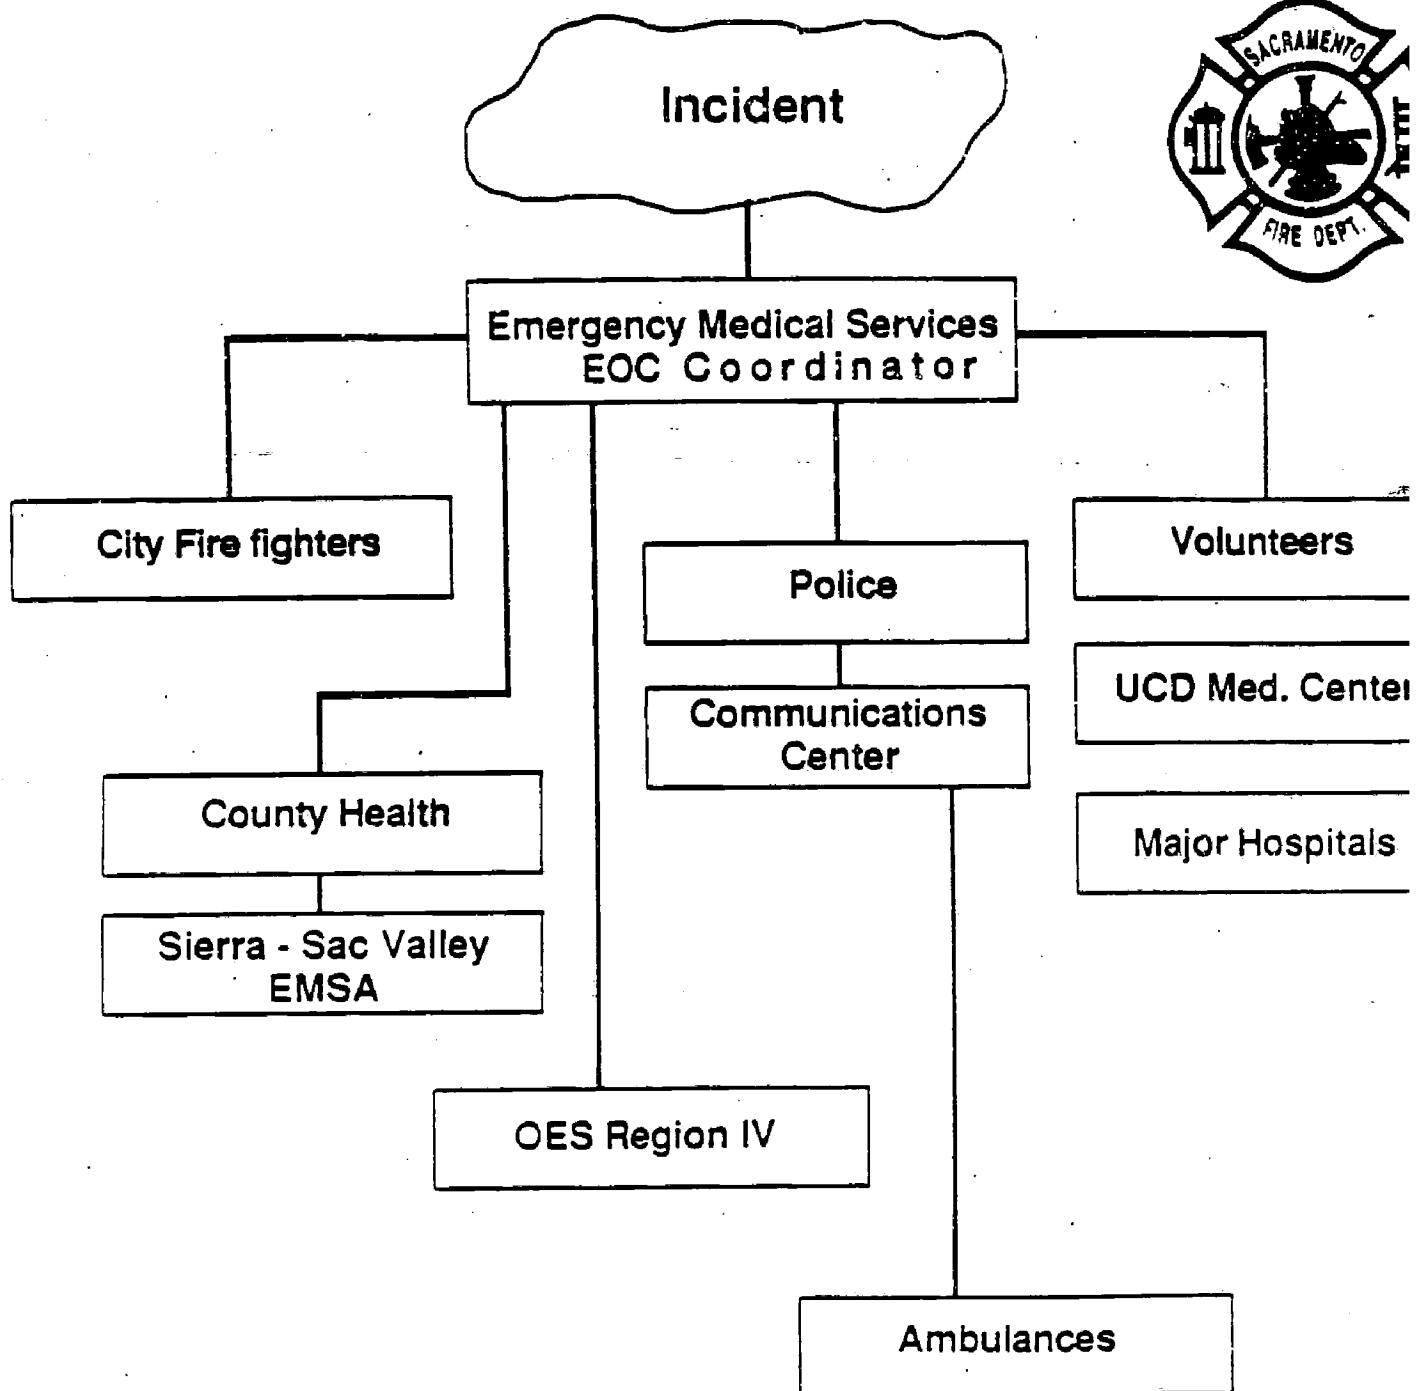 Incident
SACRAMENTO
FIRE DEPT.
Emergency Medical Services
EOC Coordinator
City Fire fighters
Volunteers
Police
UCD Med. Center
Communications
Center
County Health
Major Hospitals
Sierra - Sac Valley
EMSA
OES Region IV
Ambulances